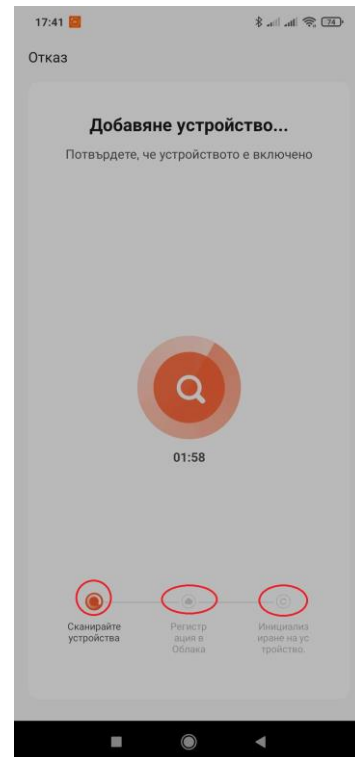 17:41 74
Отказ
Добавяне устройство...
Потвърдете, че устройството е включено
01:58
Сканирайте
устройства
Регистр
ация в
Облака
Инициализ
иране на ус
тройство.